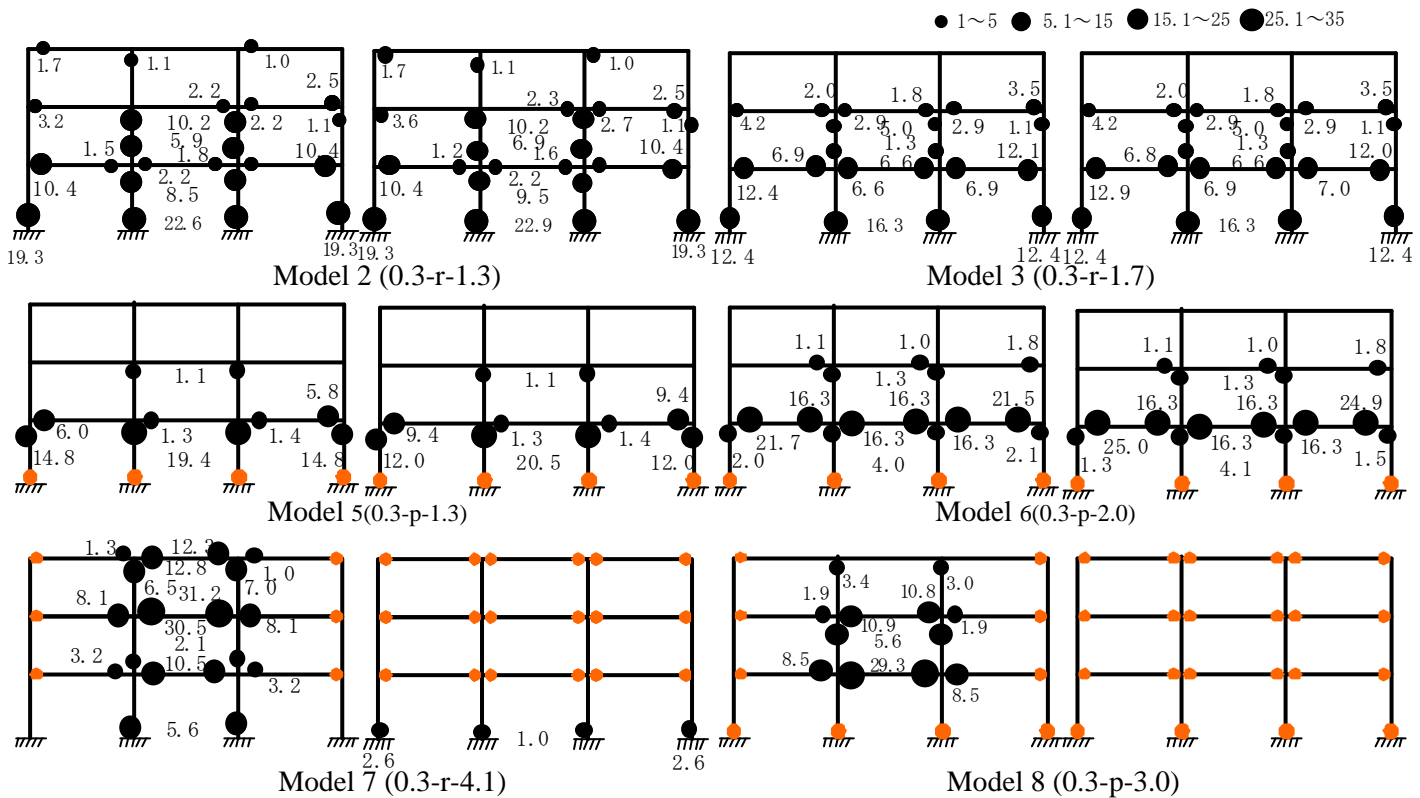 1～5 5.1～15 15.1～25 25.1～35
1.7 1.1 1.0 1.7 1.1 1.0
2.2 2.5 2.3 2.5 2.0 1.8 3.5 2.0 1.8 3.5
3.2 10.2 2.2 1.1 3.6 10.2 2.7 1.1 4.2 2.9 5.0 2.9 1.1 4.2 2.9 5.0 2.9 1.1
1.5 5.9 1.8 10.4 1.2 6.9 1.6 10.4 6.9 1.3 6.6 12.1 6.8 1.3 6.6 12.0
10.4 2.2 10.4 2.2 12.4 6.6 6.9 12.9 6.9 7.0
8.5 9.5
22.6 22.9 16.3 16.3
19.3 19.3 19.3 19.3 12.4 12.4 12.4 12.4
Model 2 (0.3-r-1.3) Model 3 (0.3-r-1.7)
1.1 1.0 1.8 1.1 1.0 1.8
1.1 1.1 1.3 1.3
5.8 9.4 16.3 16.3 21.5 16.3 16.3 24.9
6.0 1.3 1.4 9.4 1.3 1.4 21.7 16.3 16.3 25.0 16.3 16.3
14.8 19.4 14.8 12.0 20.5 12.0 2.0 4.0 2.1 1.3 4.1 1.5
Model 5(0.3-p-1.3) Model 6(0.3-p-2.0)
1.3 12.3
12.8 1.0 3.4 3.0
8.1 6.5 31.2 7.0 1.9 10.8
30.5 8.1 10.9 1.9
2.1 5.6
3.2 10.5 3.2 8.5 29.3 8.5
5.6 1.0
2.6 2.6
Model 7 (0.3-r-4.1) Model 8 (0.3-p-3.0)